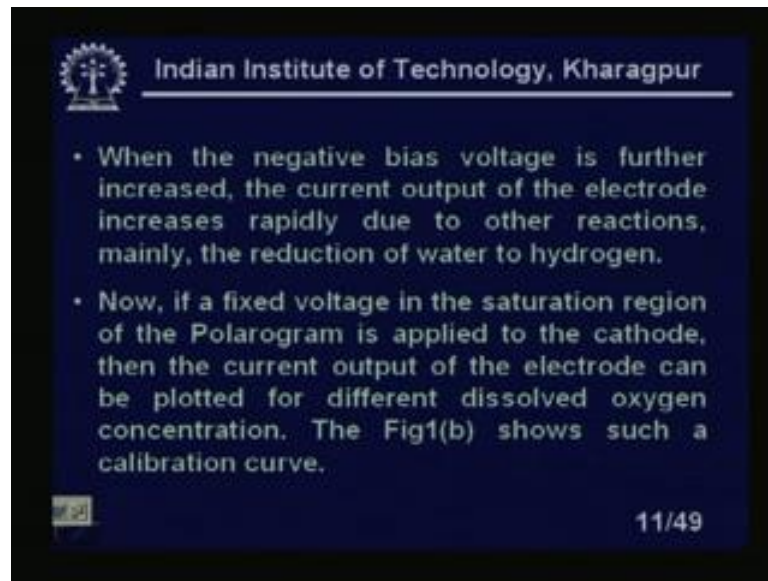 Indian Institute of Technology, Kharagpur
• When the negative bias voltage is further
increased, the current output of the electrode
increases rapidly due to other reactions,
mainly, the reduction of water to hydrogen.
• Now, if a fixed voltage in the saturation region
of the Polarogram is applied to the cathode,
then the current output of the electrode can
be plotted for different dissolved oxygen
concentration. The Fig1(b) shows such a
calibration curve.
11/49